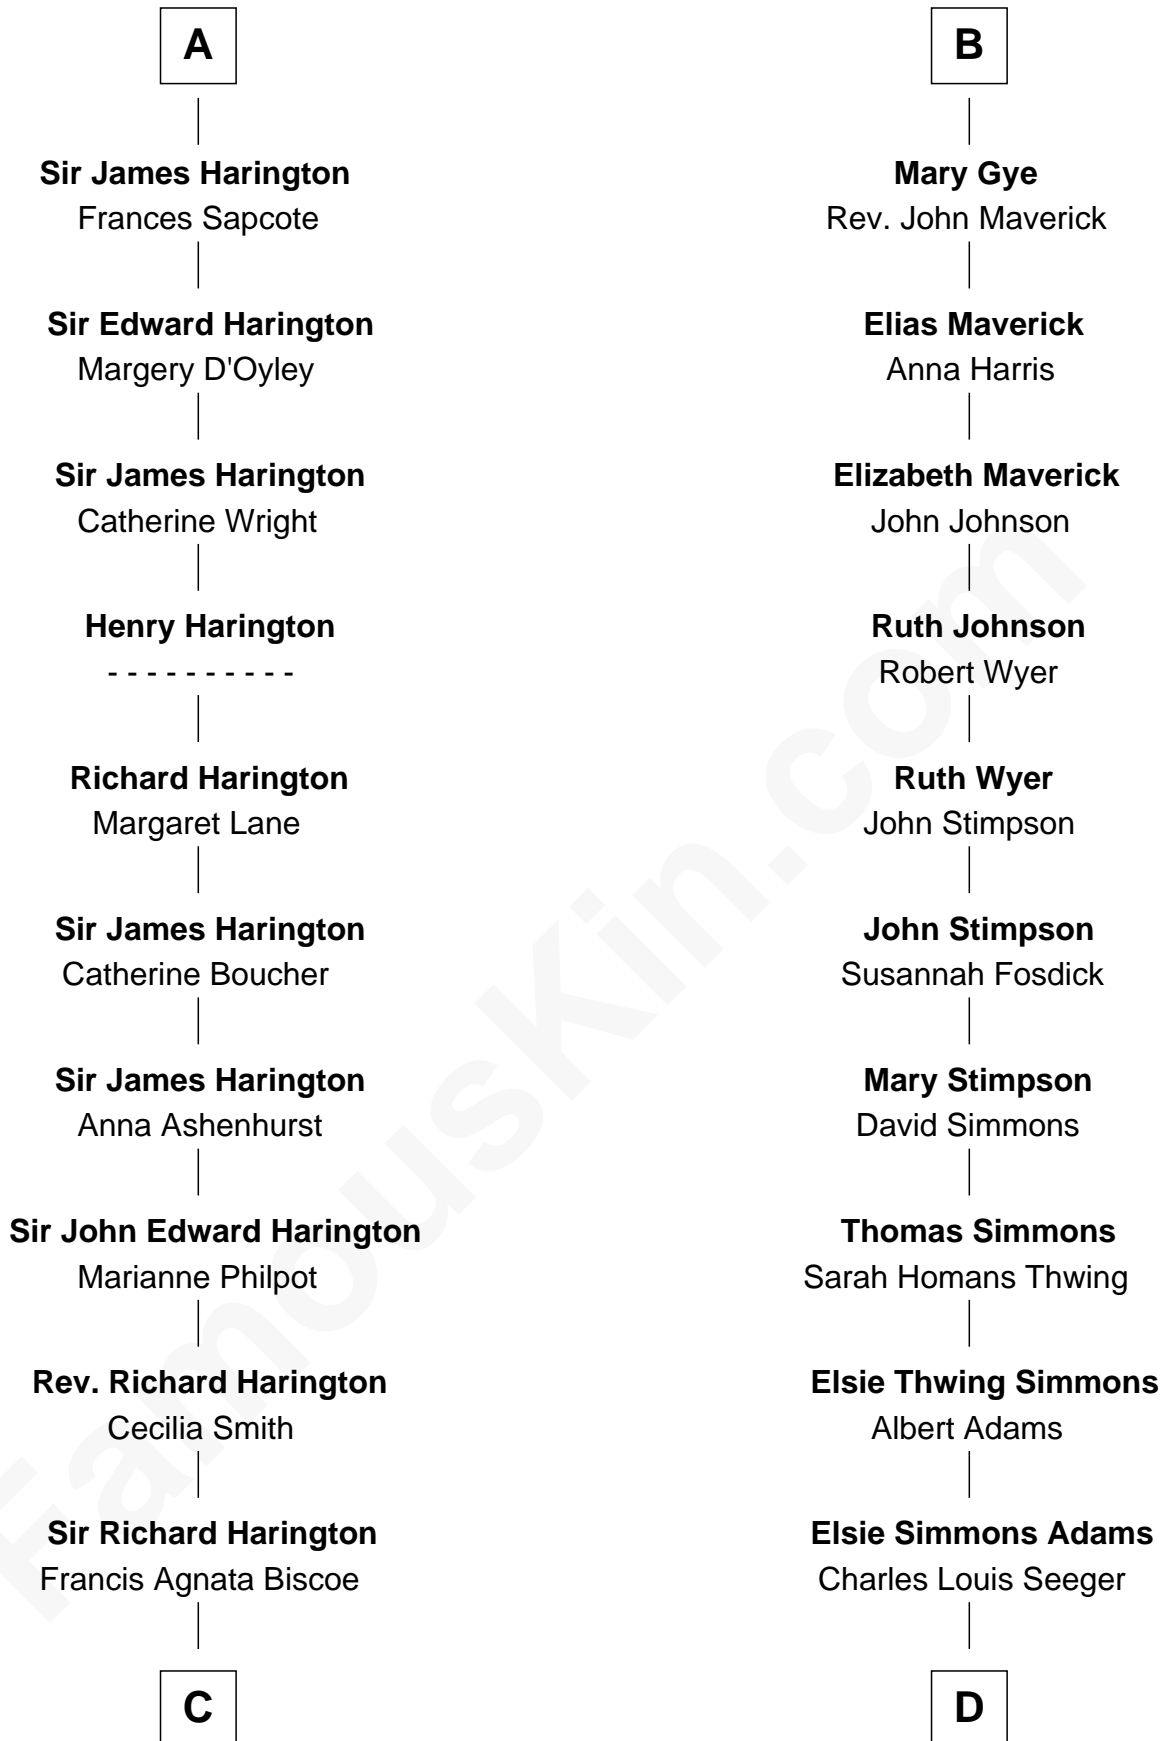 A
Sir James Harington
Frances Sapcote
Sir Edward Harington
Margery D'Oyley
Sir James Harington
Catherine Wright
Henry Harington
- - - - - - - - - -
Richard Harington
Margaret Lane
Sir James Harington
Catherine Boucher
Sir James Harington
Anna Ashenhurst
Sir John Edward Harington
Marianne Philpot
Rev. Richard Harington
Cecilia Smith
Sir Richard Harington
Francis Agnata Biscoe
C
B
Mary Gye
Rev. John Maverick
Elias Maverick
Anna Harris
Elizabeth Maverick
John Johnson
Ruth Johnson
Robert Wyer
Ruth Wyer
John Stimpson
John Stimpson
Susannah Fosdick
Mary Stimpson
David Simmons
Thomas Simmons
Sarah Homans Thwing
Elsie Thwing Simmons
Albert Adams
Elsie Simmons Adams
Charles Louis Seeger
D
FamousKin.com